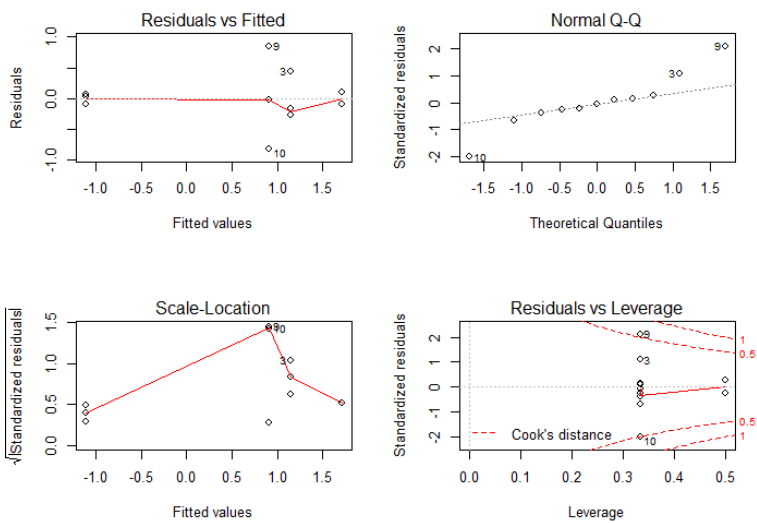 Residuals vs Fitted
Residuals
-1.0 0.0 1.0
9
3
10
-1.0 -0.5 0.0 0.5 1.0 1.5
Fitted values
Normal Q-Q
Standardized residuals
-2 -1 0 1 2
9
3
10
-1.5 -1.0 -0.5 0.0 0.5 1.0 1.5
Theoretical Quantiles
Scale-Location
√|Standardized residuals|
0.0 0.5 1.0 1.5
9
10
3
-1.0 -0.5 0.0 0.5 1.0 1.5
Fitted values
Residuals vs Leverage
Standardized residuals
-2 -1 0 1 2
9
3
10
1
0.5
0.5
1
Cook's distance
0.0 0.1 0.2 0.3 0.4 0.5
Leverage